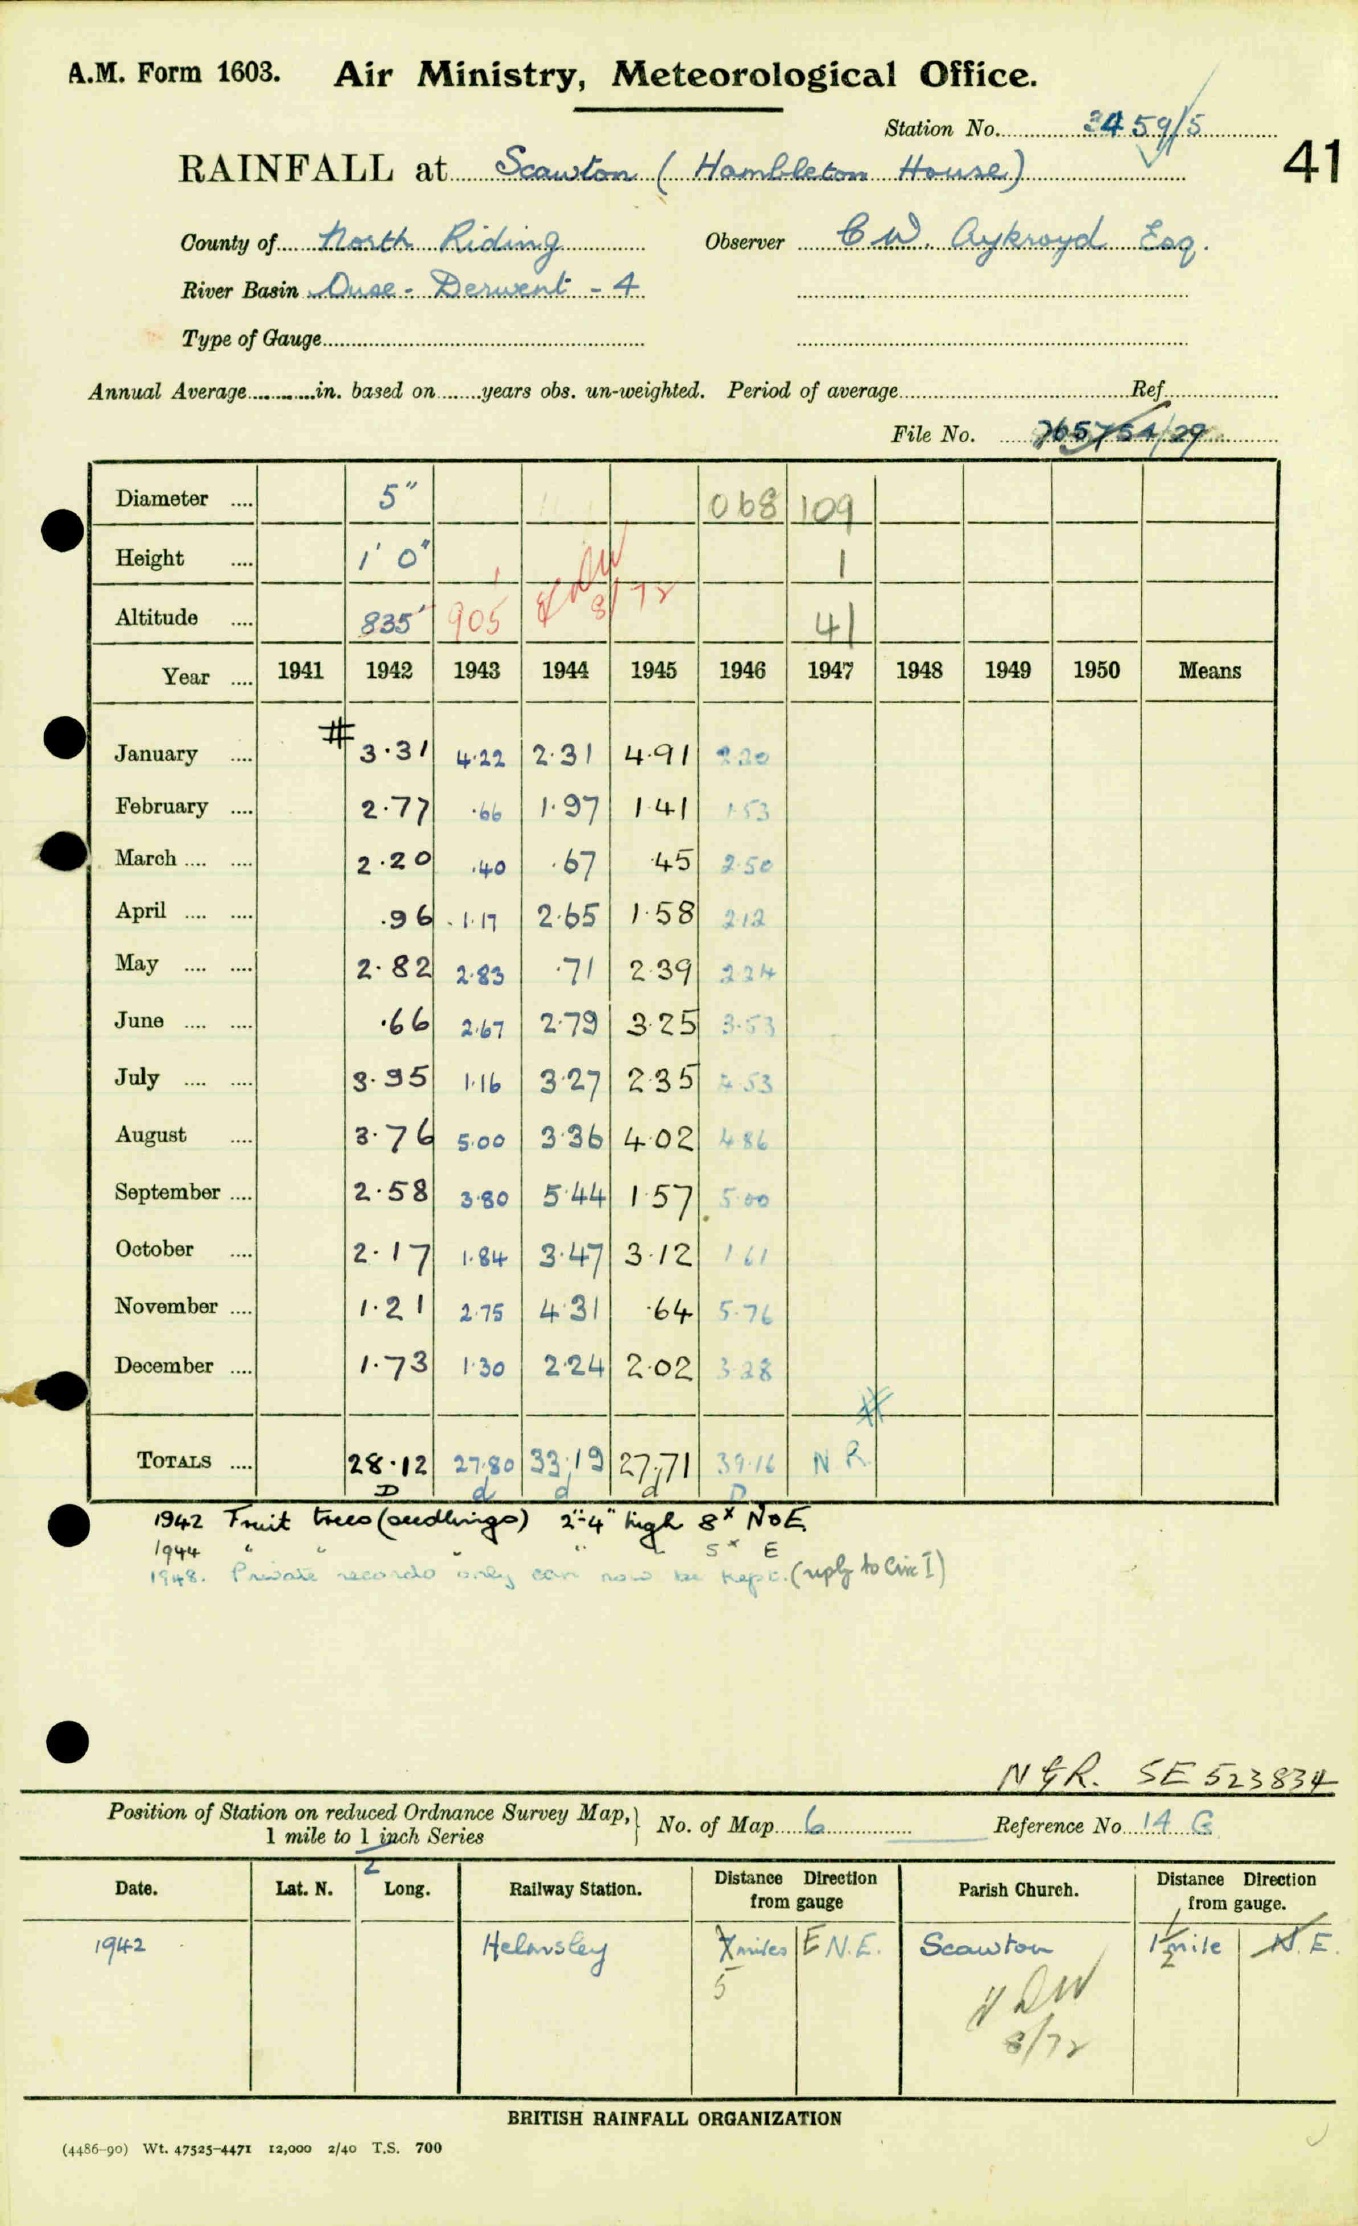 A.M. Form 1603. Air Ministry, Meteorological Office.
Station No. 3459/5
41
RAINFALL at Scawton (Hambleton House)
County of North Riding Observer C W. Aykroyd Esq.
River Basin Ouse - Derwent - 4
Type of Gauge
Annual Average in. based on years obs. un-weighted. Period of average Ref
File No.
Diameter 5" 068 109
Height 1' 0" 1
Altitude 835' 905' DW 8/72 41
Year 1941 1942 1943 1944 1945 1946 1947 1948 1949 1950 Means
January # 3.31 4.22 2.31 4.91 2.20
February 2.77 .66 1.97 1.41 1.53
March 2.20 .40 .67 .45 2.50
April .96 1.17 2.65 1.58 2.12
May 2.82 2.83 .71 2.39 2.24
June .66 2.67 2.79 3.25 3.53
July 3.95 1.16 3.27 2.35 4.53
August 3.76 5.00 3.36 4.02 4.86
September 2.58 3.80 5.44 1.57 5.00
October 2.17 1.84 3.47 3.12 1.61
November 1.21 2.75 4.31 .64 5.76
December 1.73 1.30 2.24 2.02 3.28
#
TOTALS 28.12 27.80 33.19 27.71 39.16 N R.
D d d d D
1942 Fruit trees (seedlings) 2"-4" high 8x N o E
1944 " " " " " 5x E
1948. Private records only can now be kept. (reply to Circ I)
NGR. SE 523834
Position of Station on reduced Ordnance Survey Map, No. of Map 6 Reference No 14 G
1 mile to 1 inch Series
2
Date. Lat. N. Long. Railway Station. Distance Direction from gauge Parish Church. Distance Direction from gauge.
1942 Helmsley 7 miles E N.E. Scawton 1½ mile N. E.
5 DW
8/72
BRITISH RAINFALL ORGANIZATION
(4486-90) Wt. 47525-4471 12,000 2/40 T.S. 700